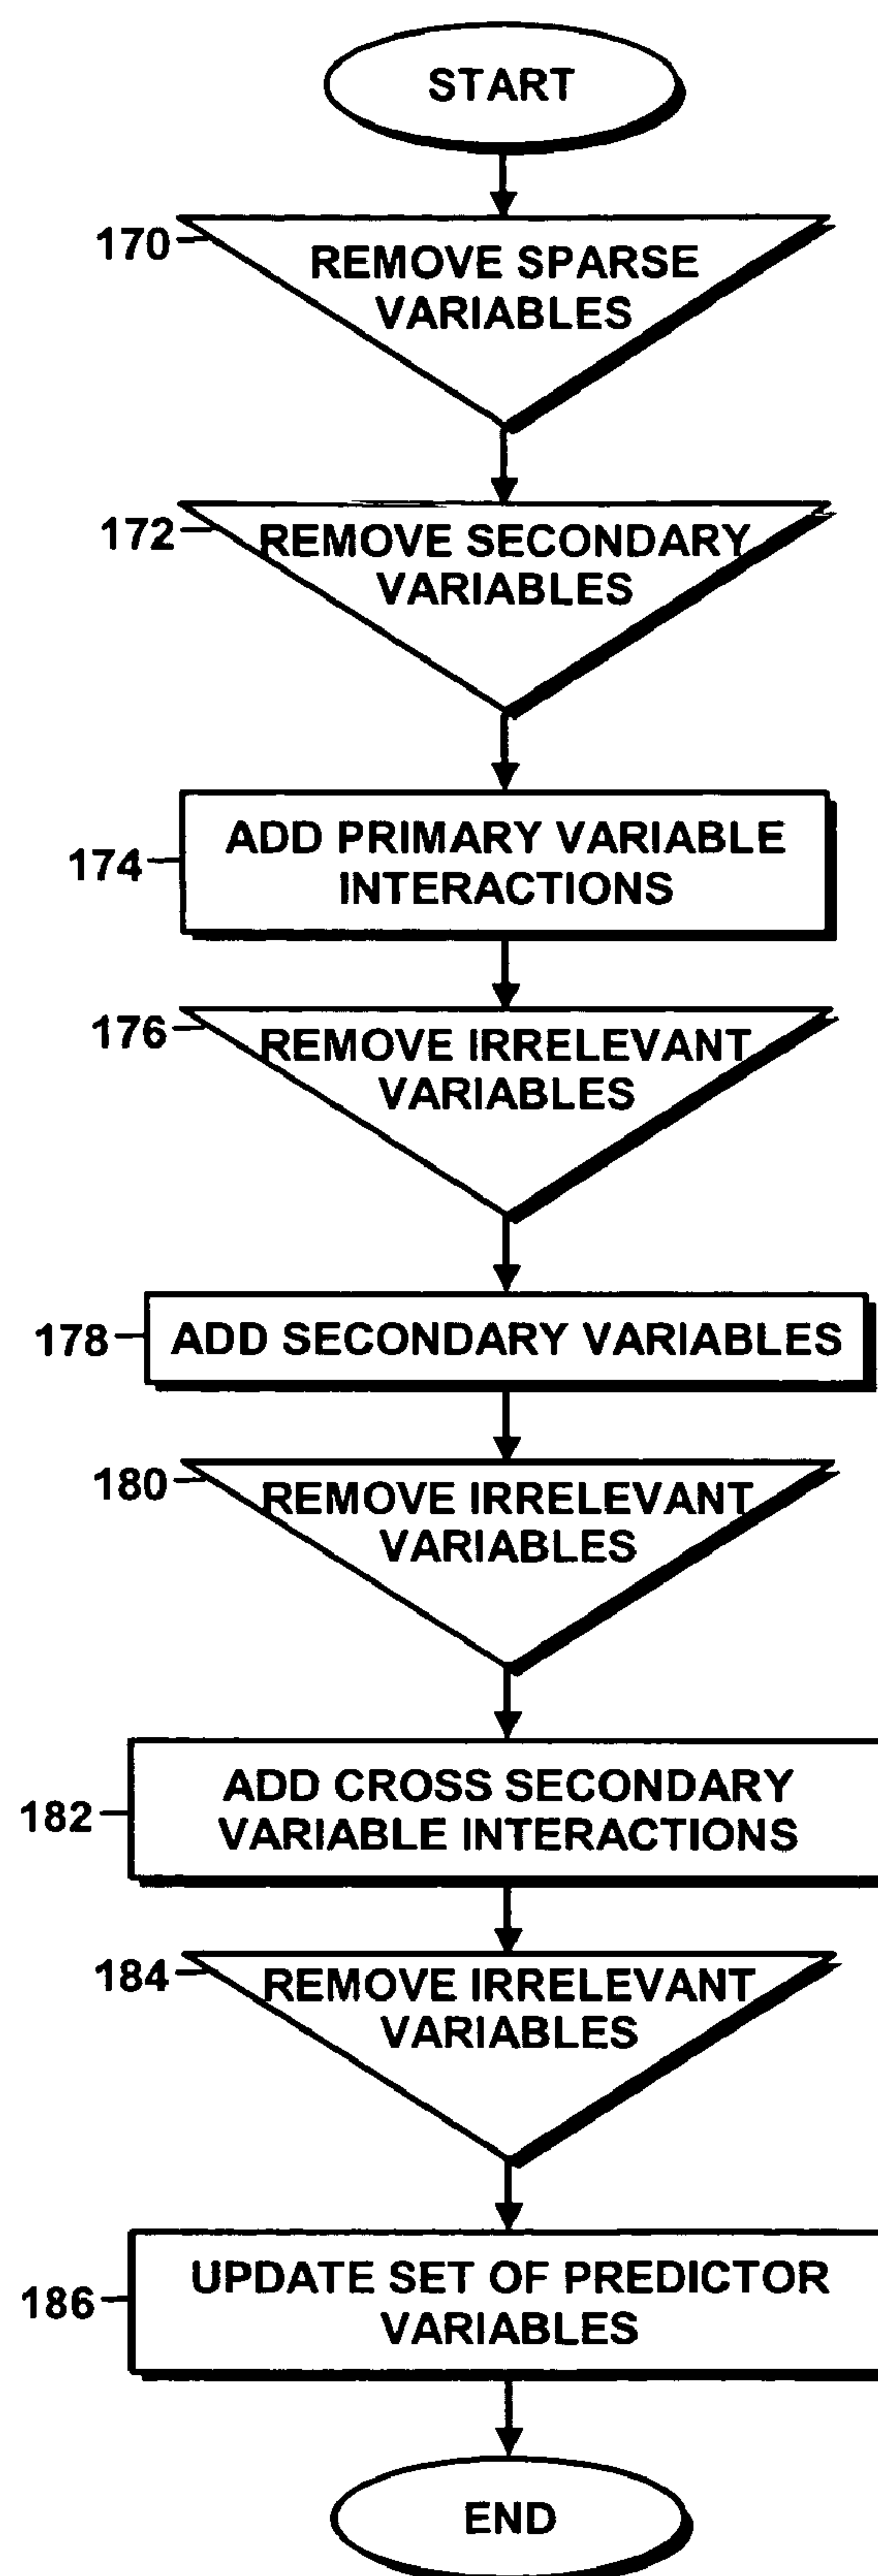 START
170
REMOVE SPARSE
VARIABLES
172
REMOVE SECONDARY
VARIABLES
174
ADD PRIMARY VARIABLE
INTERACTIONS
176
REMOVE IRRELEVANT
VARIABLES
178
ADD SECONDARY VARIABLES
180
REMOVE IRRELEVANT
VARIABLES
182
ADD CROSS SECONDARY
VARIABLE INTERACTIONS
184
REMOVE IRRELEVANT
VARIABLES
186
UPDATE SET OF PREDICTOR
VARIABLES
END